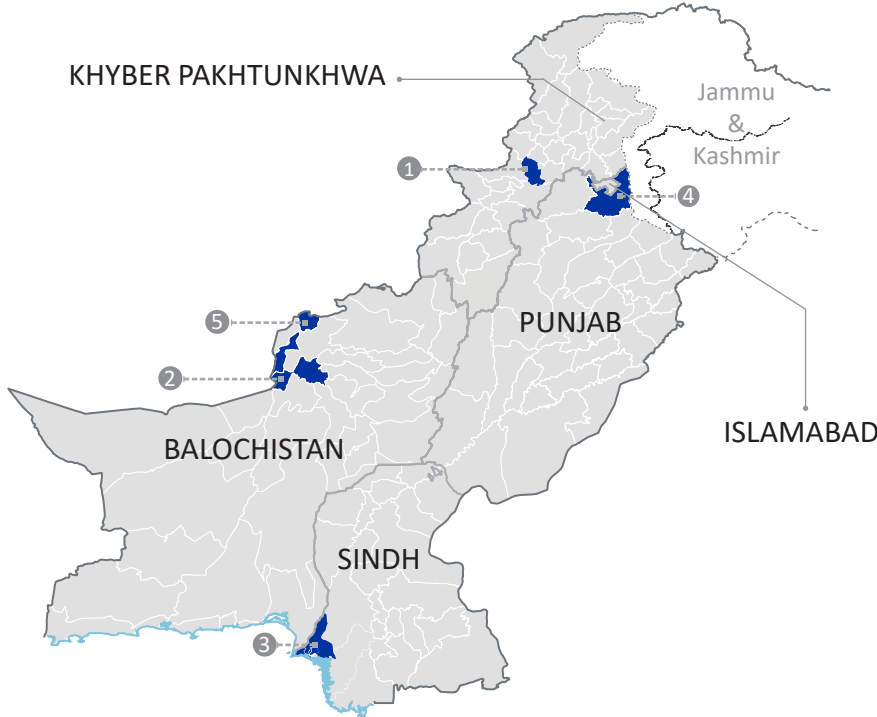 KHYBER PAKHTUNKHWA
Jammu
&
Kashmir
1
4
5
PUNJAB
2
ISLAMABAD
BALOCHISTAN
SINDH
3